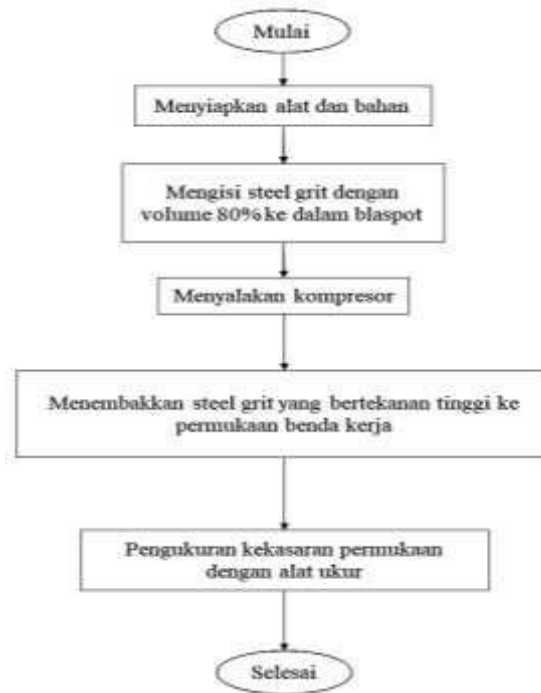 Mulai
Menyiapkan alat dan bahan
Mengisi steel grit dengan
volume 80% ke dalam blaspot
Menyalakan kompresor
Menembakkan steel grit yang bertekanan tinggi ke
permukaan benda kerja
Pengukuran kekasaran permukaan
dengan alat ukur
Selesai